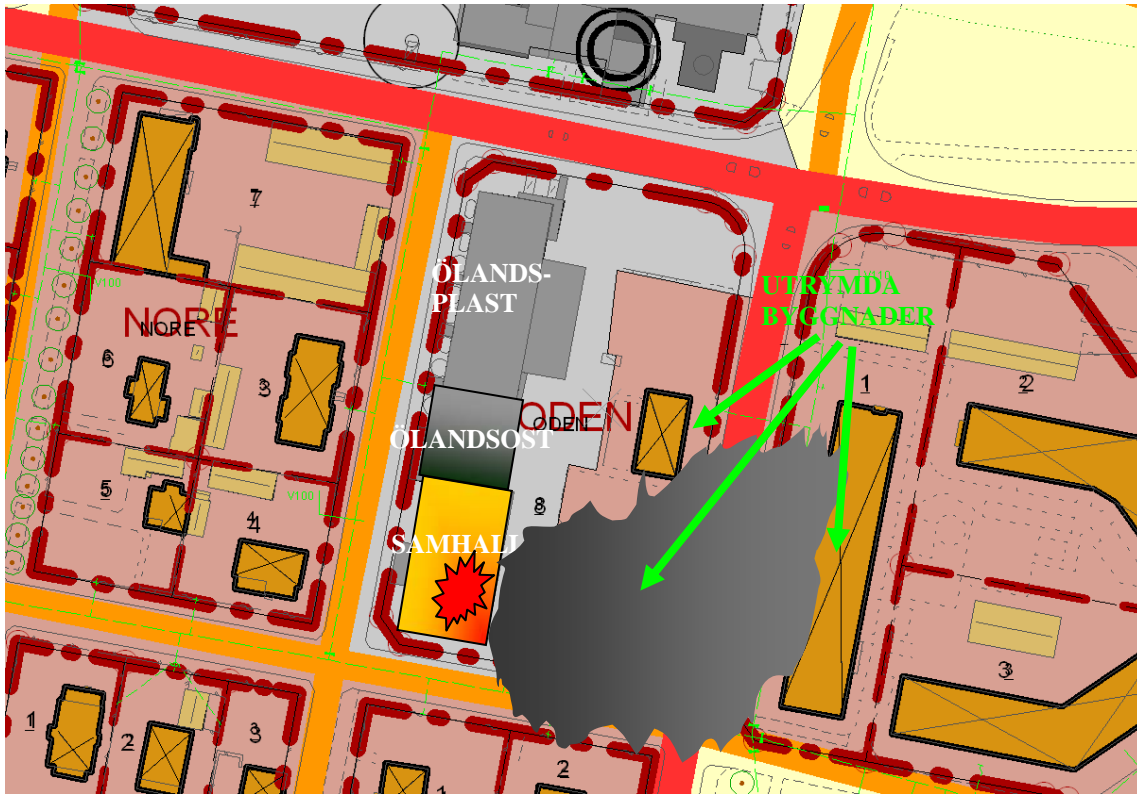 7
ÖLANDS-
PLAST
UTRYMDA
BYGGNADER
V100
NORE
NORE
6
3
1
2
ODEN
ODEN
ÖLANDSOST
5
V100
8
4
SAMHALL
3
1
2
3
2
1